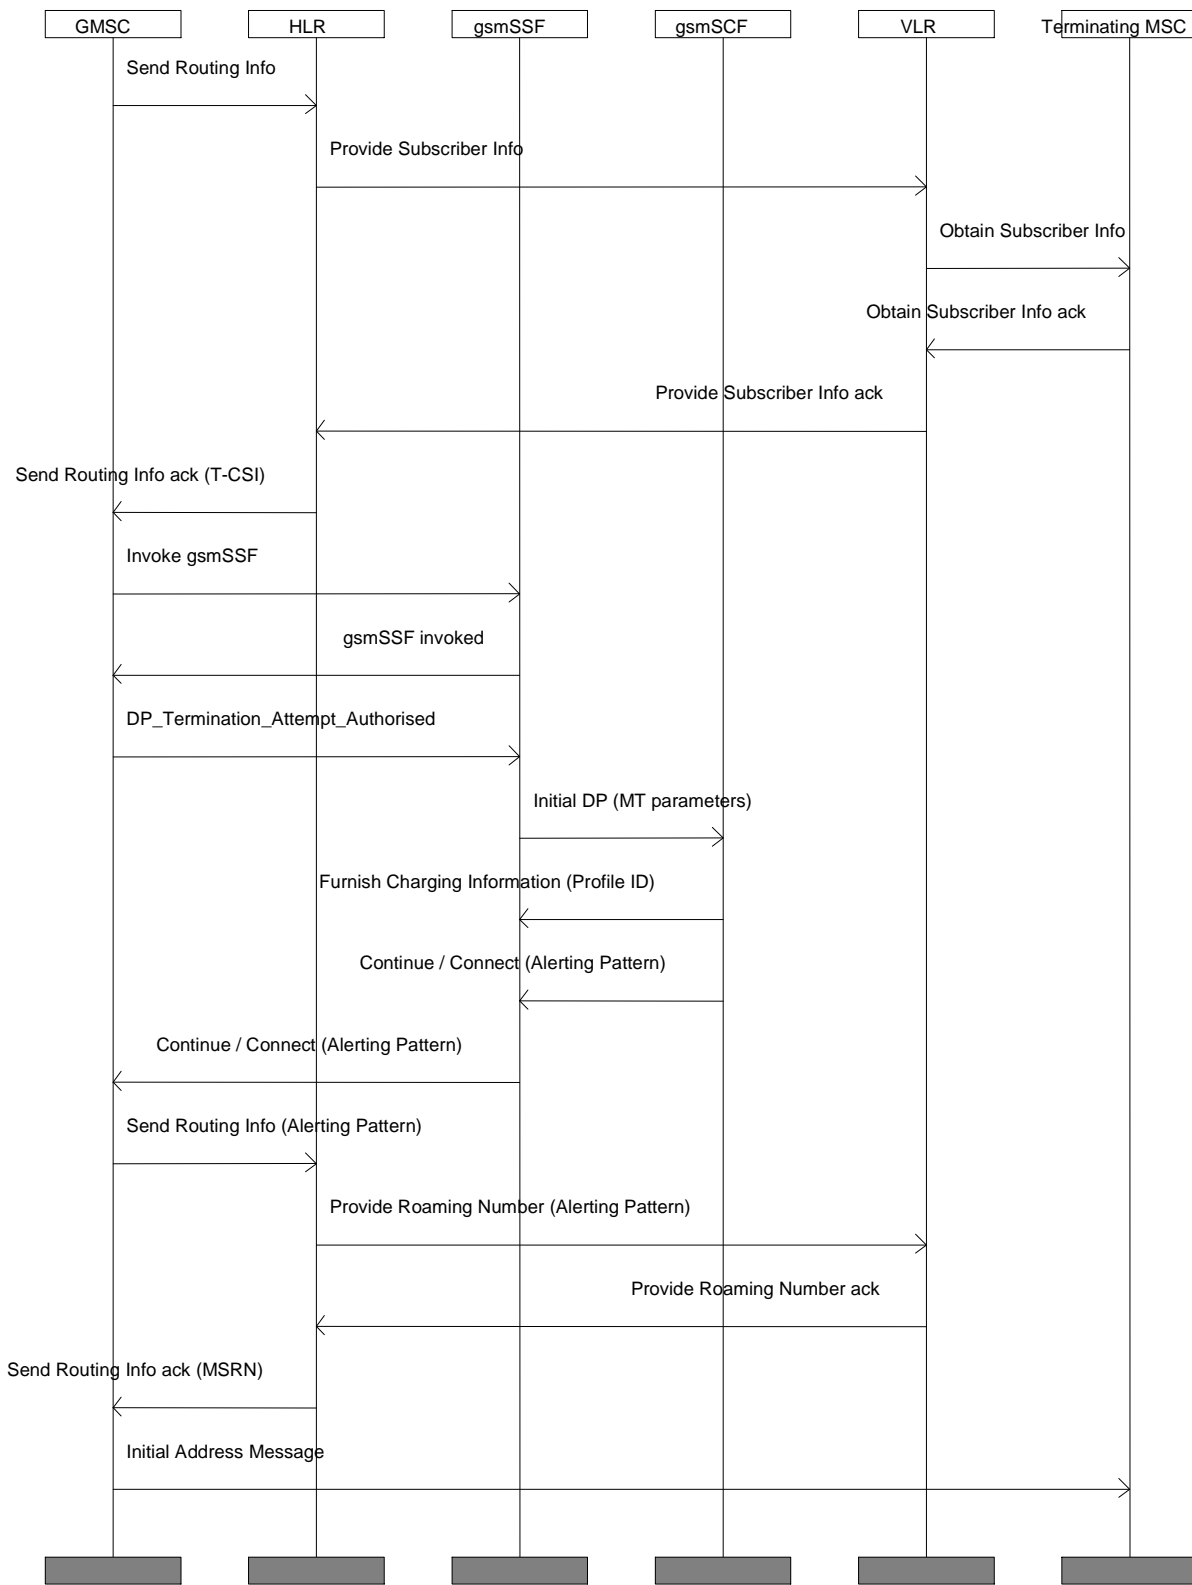 GMSC HLR gsmSSF gsmSCF VLR Terminating MSC
Send Routing Info
Provide Subscriber Info
Obtain Subscriber Info
Obtain Subscriber Info ack
Provide Subscriber Info ack
Send Routing Info ack (T-CSI)
Invoke gsmSSF
gsmSSF invoked
DP_Termination_Attempt_Authorised
Initial DP (MT parameters)
Furnish Charging Information (Profile ID)
Continue / Connect (Alerting Pattern)
Continue / Connect (Alerting Pattern)
Send Routing Info (Alerting Pattern)
Provide Roaming Number (Alerting Pattern)
Provide Roaming Number ack
Send Routing Info ack (MSRN)
Initial Address Message